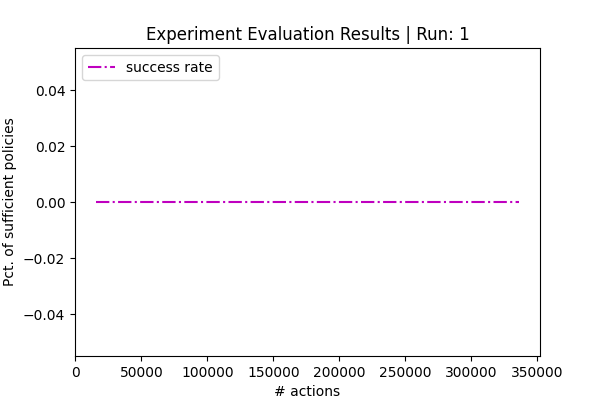 Experiment Evaluation Results | Run: 1
success rate
Pct. of sufficient policies
0.04
0.02
0.00
−0.02
−0.04
0 50000 100000 150000 200000 250000 300000 350000
# actions